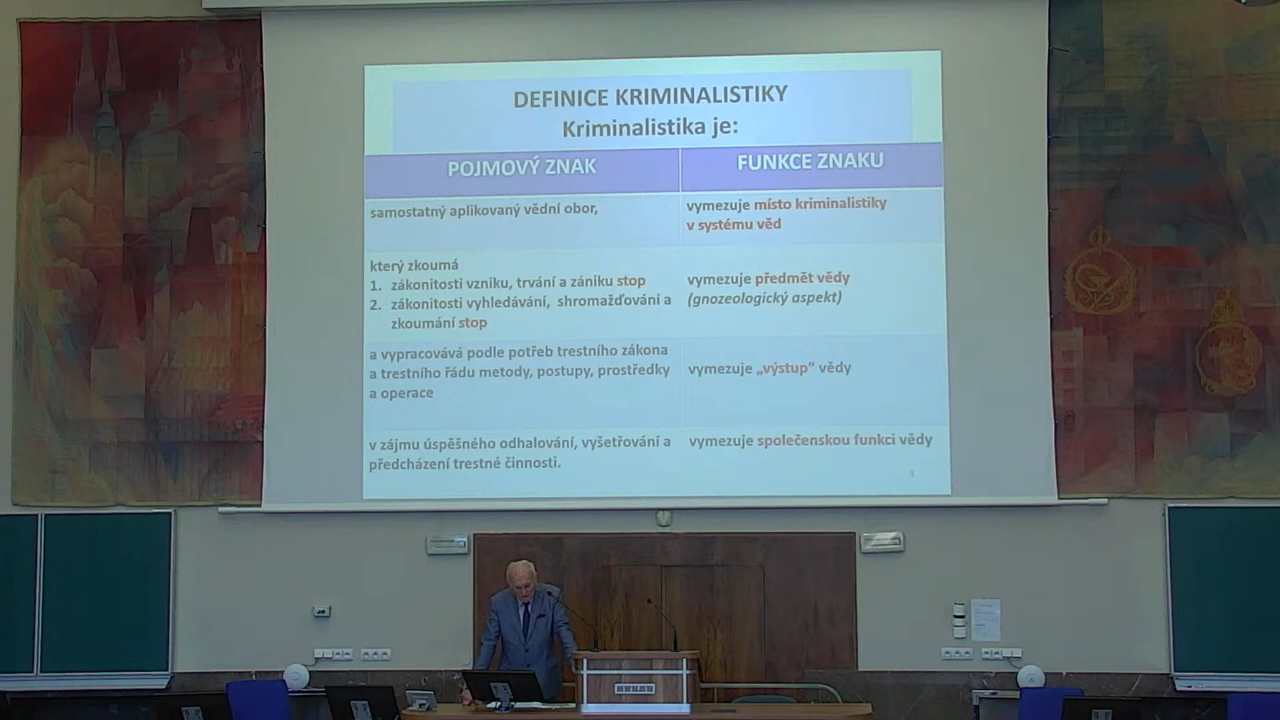 DEFINICE KRIMINALISTIKY
Kriminalistika je:
POJMOVÝ ZNAK
FUNKCE ZNAKU
samostatný aplikovaný vědní obor,
vymezuje místo kriminalistiky
v systému věd
který zkoumá
1. zákonitosti vzniku, trvání a zániku stop
2. zákonitosti vyhledávání, shromažďování a
zkoumání stop
vymezuje předmět vědy
(gnozeologický aspekt)
a vypracovává podle potřeb trestního zákona
a trestního řádu metody, postupy, prostředky
a operace
vymezuje „výstup“ vědy
v zájmu úspěšného odhalování, vyšetřování a
předcházení trestné činnosti.
vymezuje společenskou funkci vědy
9